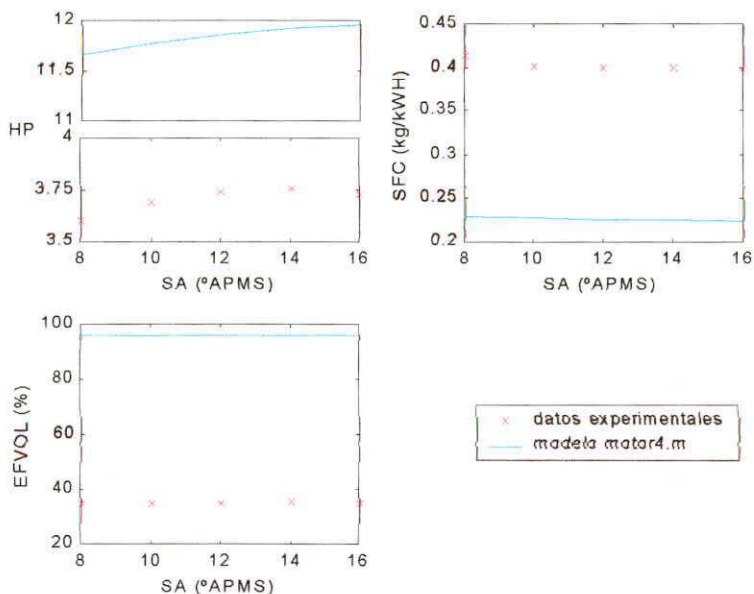 12
11.5
11
HP
4
3.75
3.5
8 10 12 14 16
SA (ºAPMS)
0.45
0.4
0.35
0.3
0.25
0.2
SFC (kg/kWH)
8 10 12 14 16
SA (ºAPMS)
100
80
60
40
20
EFVOL (%)
8 10 12 14 16
SA (ºAPMS)
datos experimentales
modelo motor4.m